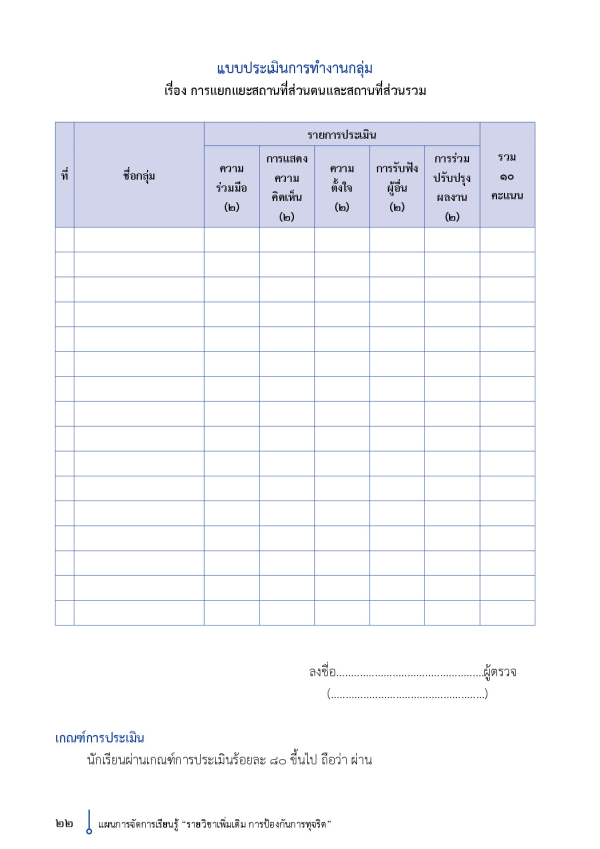 แบบประเมินการทำงานกลุ่ม
เรื่อง การแยกแยะสถานที่ส่วนตนและสถานที่ส่วนรวม
ที่
ชื่อกลุ่ม
รายการประเมิน
ความ
ร่วมมือ
(๒)
การแสดง
ความ
คิดเห็น
(๒)
ความ
ตั้งใจ
(๒)
การรับฟัง
ผู้อื่น
(๒)
การร่วม
ปรับปรุง
ผลงาน
(๒)
รวม
๑๐
คะแนน
ลงชื่อ..................................................ผู้ตรวจ
(....................................................)
เกณฑ์การประเมิน
นักเรียนผ่านเกณฑ์การประเมินร้อยละ ๘๐ ขึ้นไป ถือว่า ผ่าน
๒๒ แผนการจัดการเรียนรู้ “รายวิชาเพิ่มเติม การป้องกันการทุจริต”